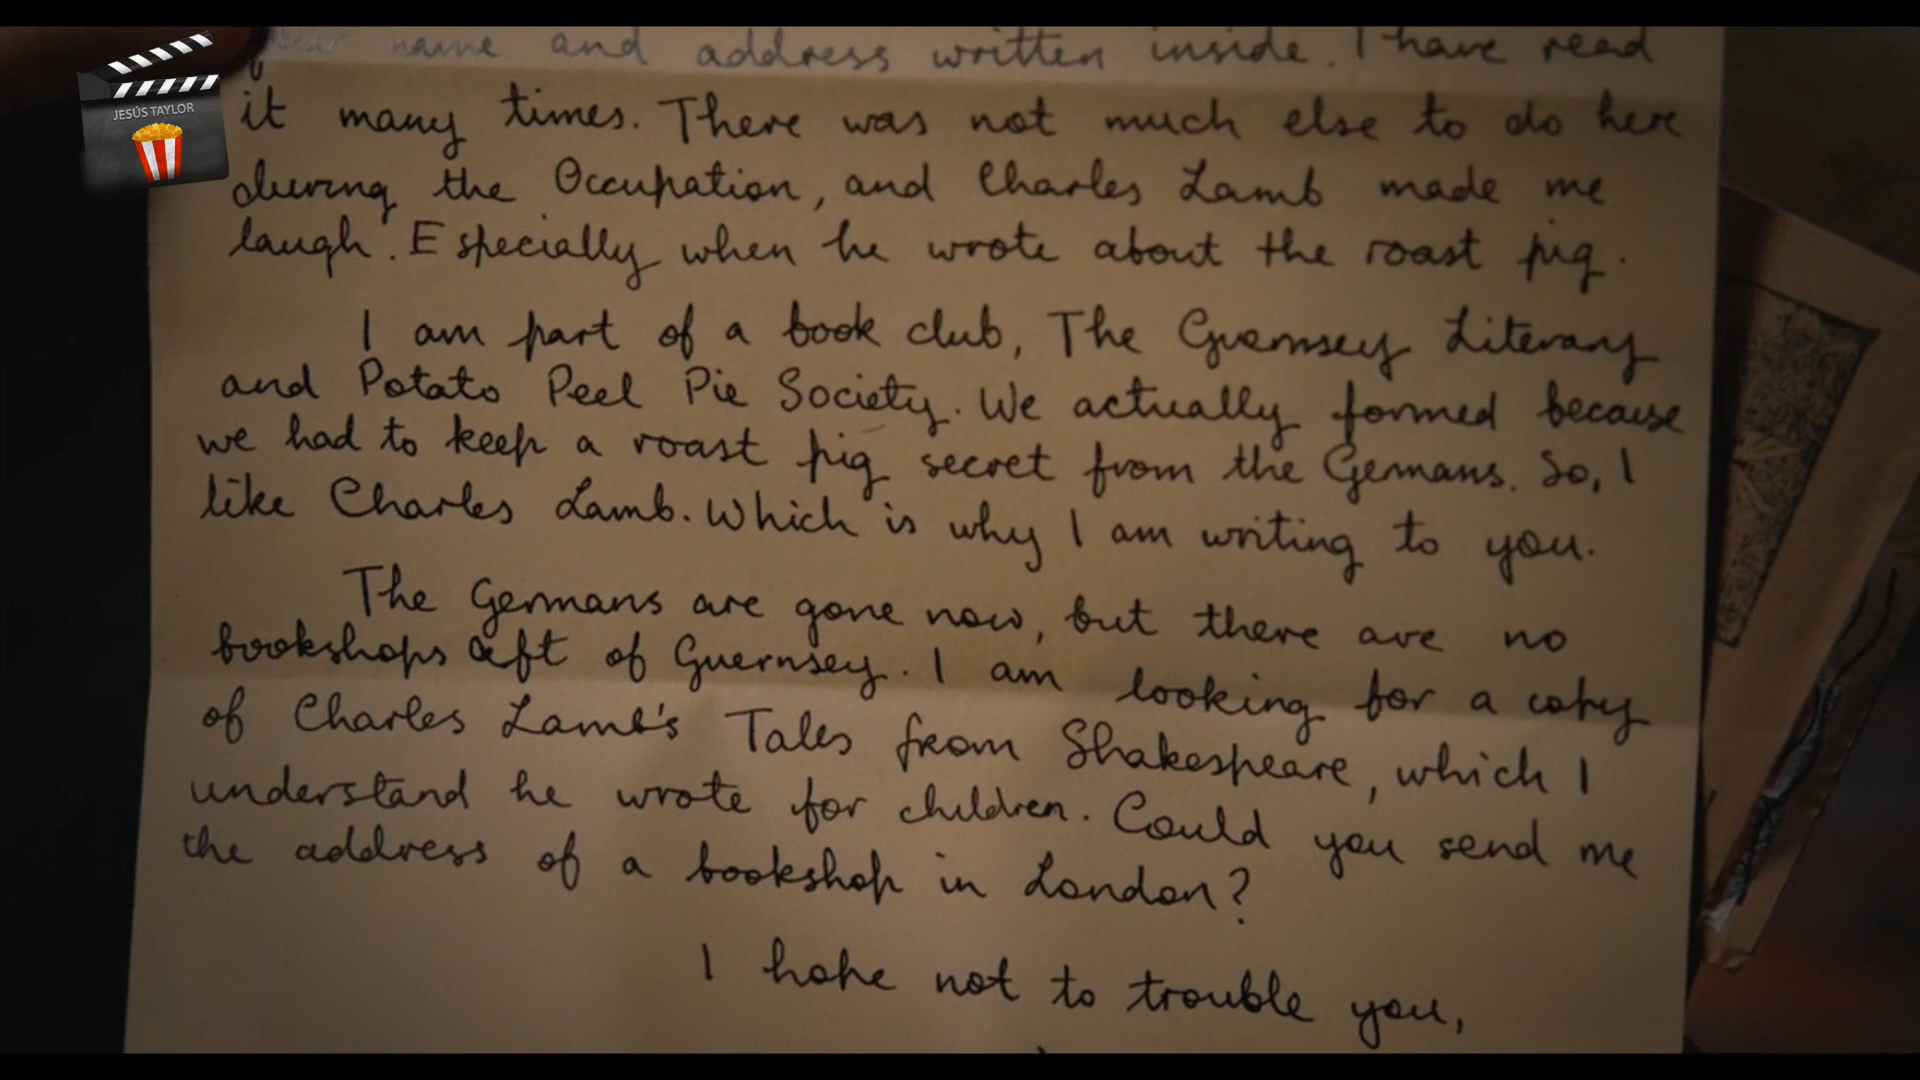 JESÚS TAYLOR
name and address written inside. I have read
it many times. There was not much else to do here
during the Occupation, and Charles Lamb made me
laugh. Especially when he wrote about the roast pig.
I am part of a book club, The Guernsey Literary
and Potato Peel Pie Society. We actually formed because
we had to keep a roast pig secret from the Germans. So, I
like Charles Lamb. Which is why I am writing to you.
The Germans are gone now, but there are no
bookshops left of Guernsey. I am looking for a copy
of Charles Lamb's Tales from Shakespeare, which I
understand he wrote for children. Could you send me
the address of a bookshop in London?
I hope not to trouble you,